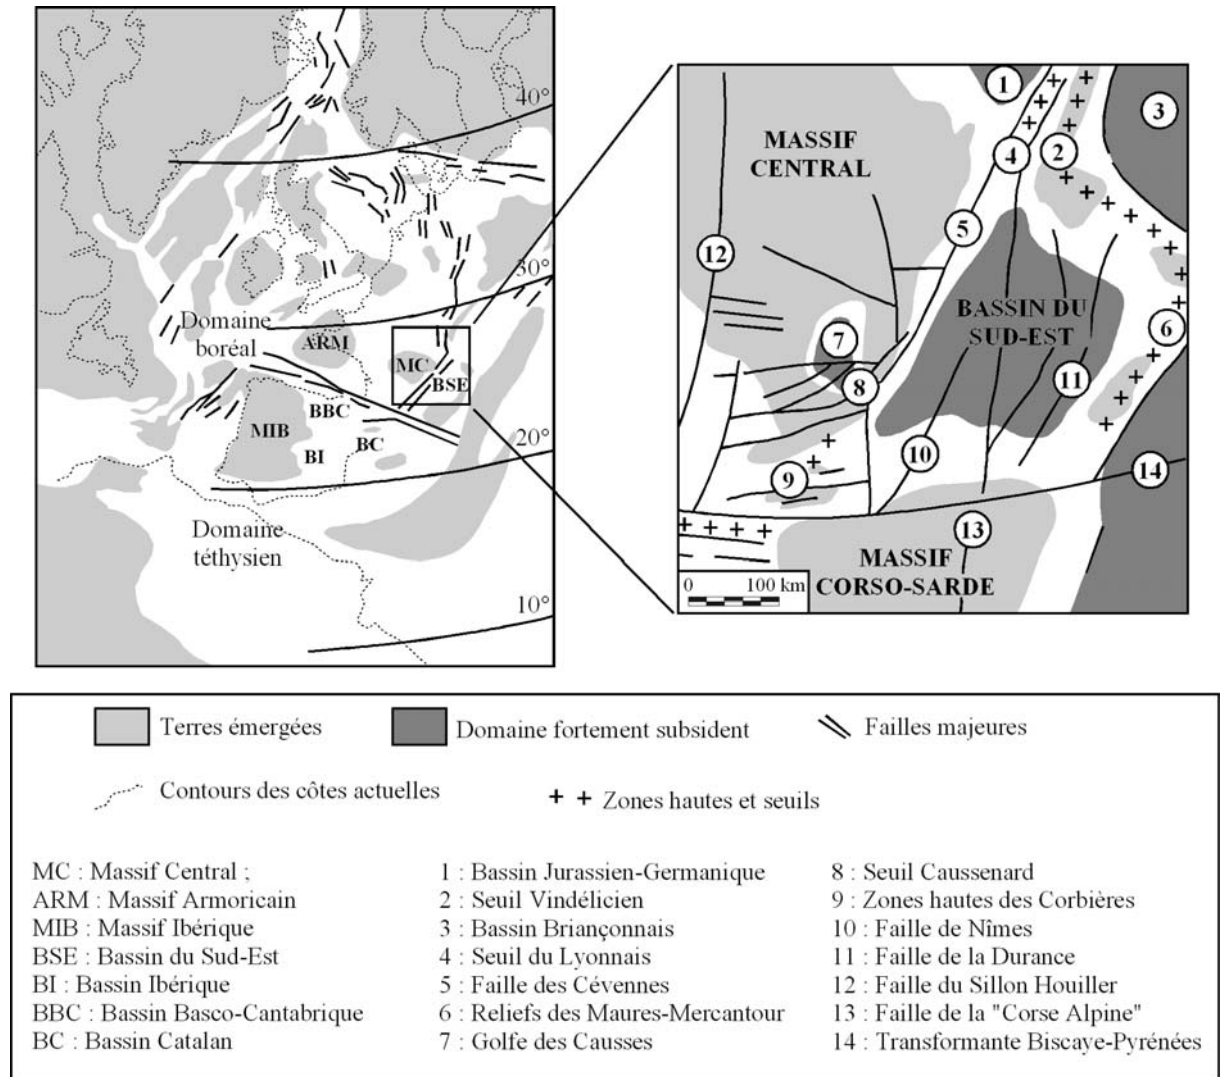 40°
30°
20°
10°
Domaine
boréal
ARM
MC
BSE
BBC
MIB
BI
BC
Domaine
téthysien
1
3
MASSIF
CENTRAL
4
2
5
12
BASSIN DU
SUD-EST
6
7
8
11
10
9
14
13
MASSIF
CORSO-SARDE
0 100 km
Terres émergées
Domaine fortement subsident
Failles majeures
Contours des côtes actuelles
+ + Zones hautes et seuils
MC : Massif Central ;
ARM : Massif Armoricain
MIB : Massif Ibérique
BSE : Bassin du Sud-Est
BI : Bassin Ibérique
BBC : Bassin Basco-Cantabrique
BC : Bassin Catalan
1 : Bassin Jurassien-Germanique
2 : Seuil Vindélicien
3 : Bassin Briançonnais
4 : Seuil du Lyonnais
5 : Faille des Cévennes
6 : Reliefs des Maures-Mercantour
7 : Golfe des Causses
8 : Seuil Caussenard
9 : Zones hautes des Corbières
10 : Faille de Nîmes
11 : Faille de la Durance
12 : Faille du Sillon Houiller
13 : Faille de la "Corse Alpine"
14 : Transformante Biscaye-Pyrénées